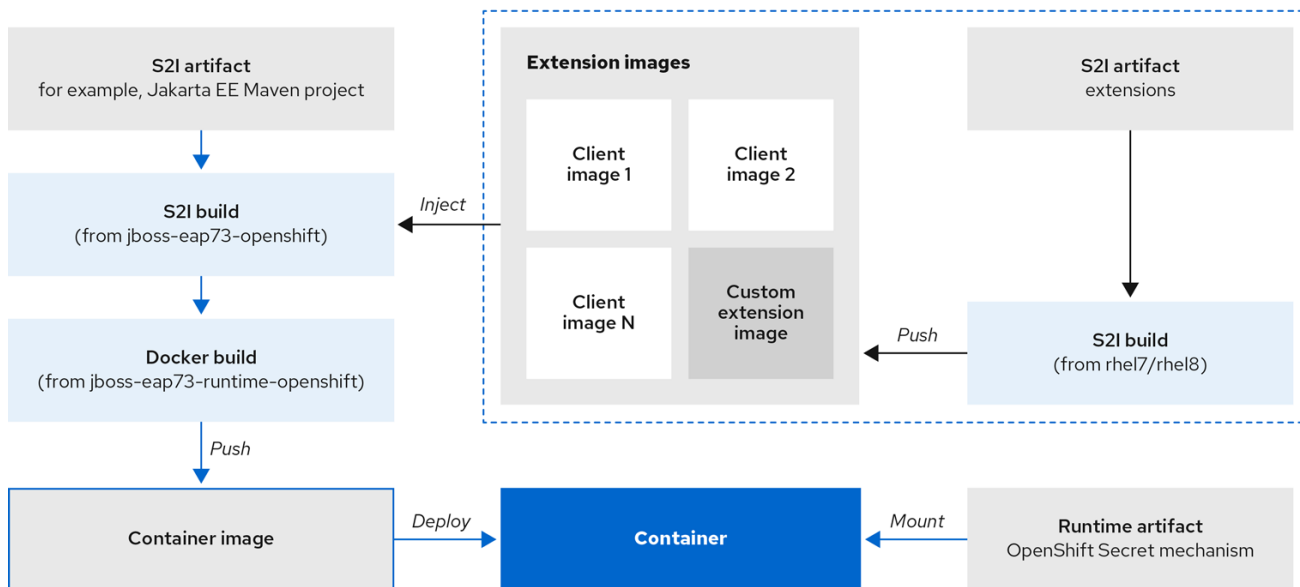 S2I artifact
for example, Jakarta EE Maven project
S2I build
(from jboss-eap73-openshift)
Docker build
(from jboss-eap73-runtime-openshift)
Push
Container image
Inject
Extension images
Client
image 1
Client
image 2
Client
image N
Custom
extension
image
S2I artifact
extensions
Push
S2I build
(from rhel7/rhel8)
Deploy
Container
Mount
Runtime artifact
OpenShift Secret mechanism